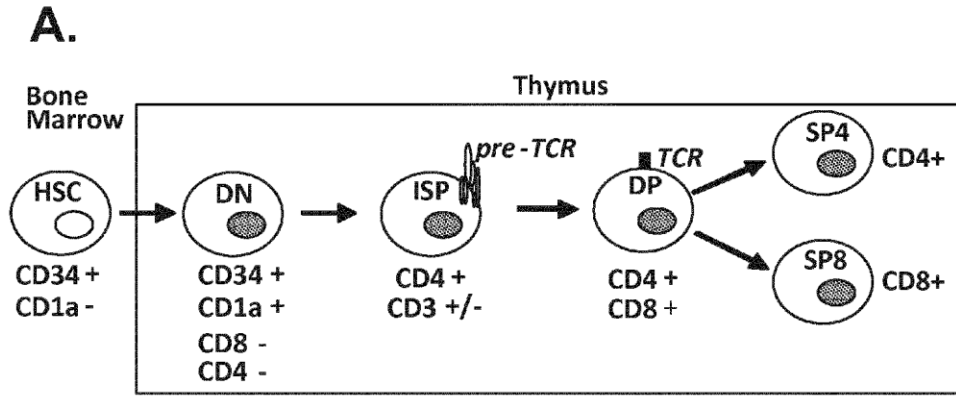 A.
Bone
Marrow
Thymus
HSC
CD34 +
CD1a -
DN
CD34 +
CD1a +
CD8 -
CD4 -
pre-TCR
ISP
CD4 +
CD3 +/-
TCR
DP
CD4 +
CD8 +
SP4
CD4+
SP8
CD8+